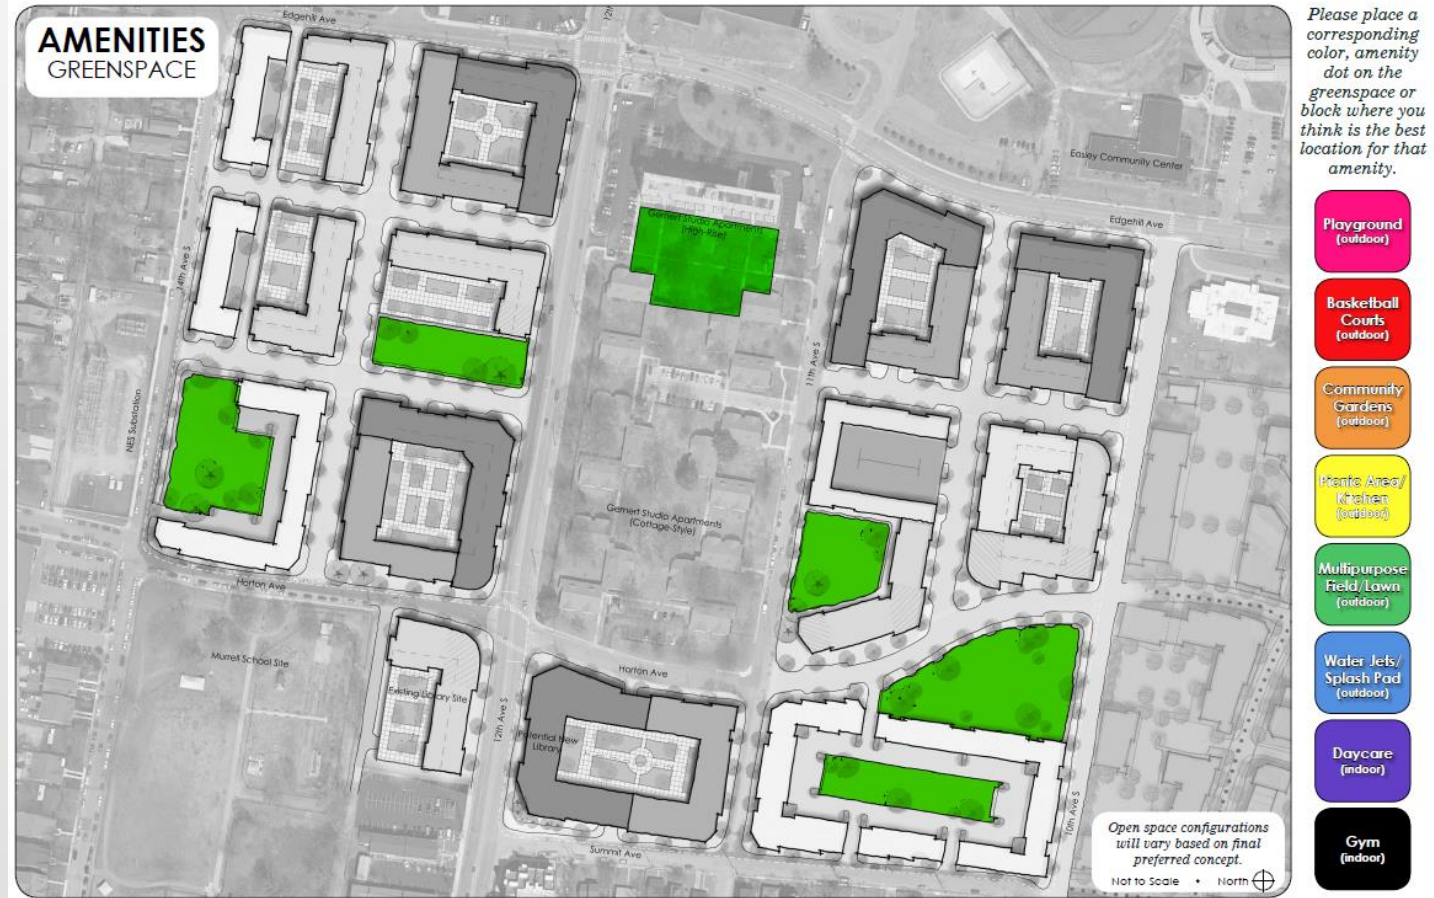 AMENITIES
GREENSPACE
Edgehill Ave
12th
Easley Community Center
Edgehill Ave
Gernert Studio Apartments
(High-Rise)
14th Ave S
11th Ave S
NES Substation
Gernert Studio Apartments
(Cottage-Style)
Horton Ave
Murrell School Site
Existing Library Site
12th Ave S
Horton Ave
Potential New
Library
Summit Ave
10th Ave S
Open space configurations
will vary based on final
preferred concept.
Not to Scale • North
Please place a
corresponding
color, amenity
dot on the
greenspace or
block where you
think is the best
location for that
amenity.
Playground
(outdoor)
Basketball
Courts
(outdoor)
Community
Gardens
(outdoor)
Picnic Area/
Kitchen
(outdoor)
Multipurpose
Field/Lawn
(outdoor)
Water Jets/
Splash Pad
(outdoor)
Daycare
(indoor)
Gym
(indoor)